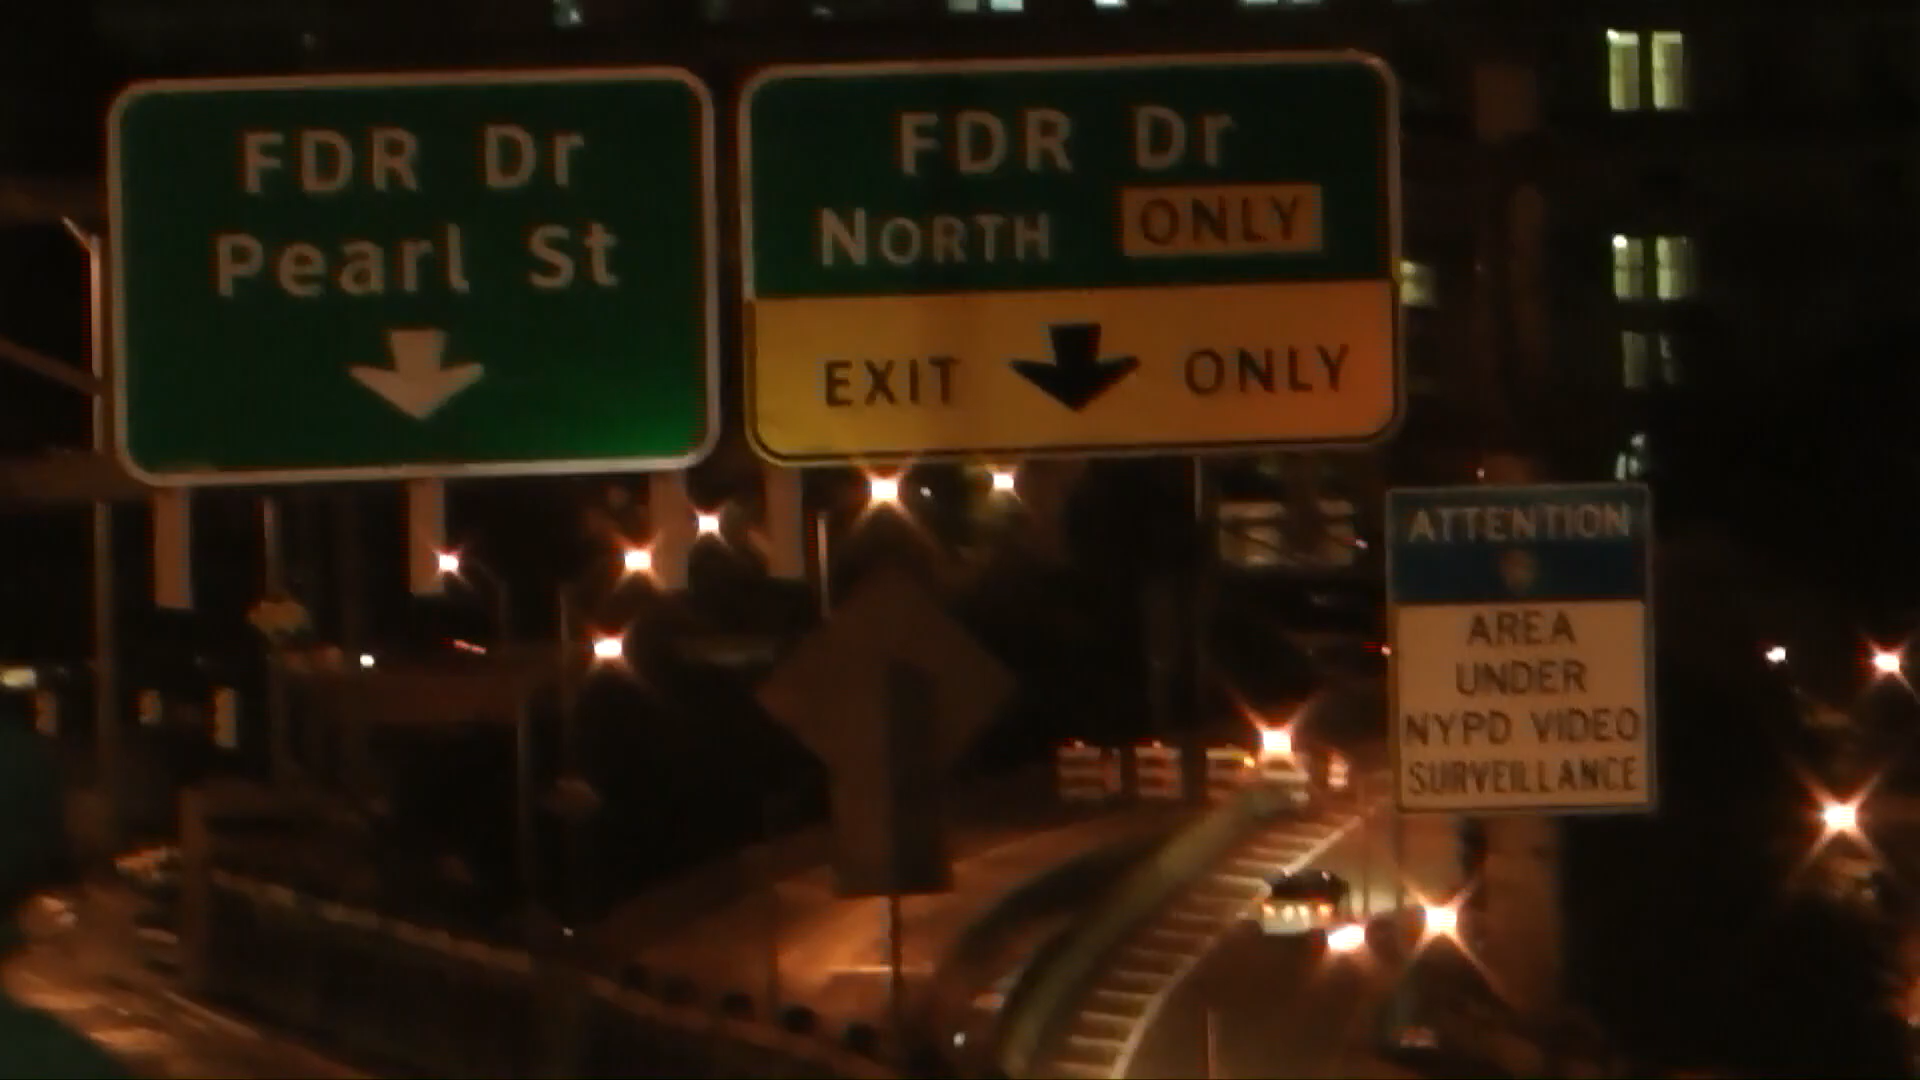 FDR Dr
Pearl St
FDR Dr
NORTH ONLY
EXIT ONLY
ATTENTION
AREA
UNDER
NYPD VIDEO
SURVEILLANCE